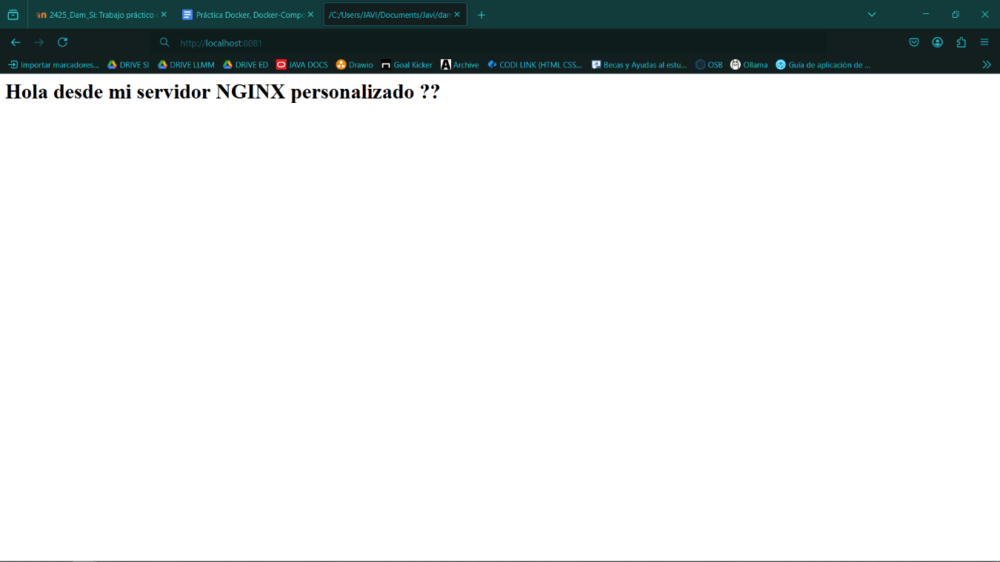 2425_Dam_Si: Trabajo práctico
Práctica Docker, Docker-Compo
/C:/Users/JAVI/Documents/Javi/dam
http://localhost:8081
Importar marcadores...
DRIVE SI
DRIVE LLMM
DRIVE ED
JAVA DOCS
Drawio
Goal Kicker
Archive
CODI LINK (HTML CSS...
Becas y Ayudas al estu...
OSB
Ollama
Guía de aplicación de ...
Hola desde mi servidor NGINX personalizado ??